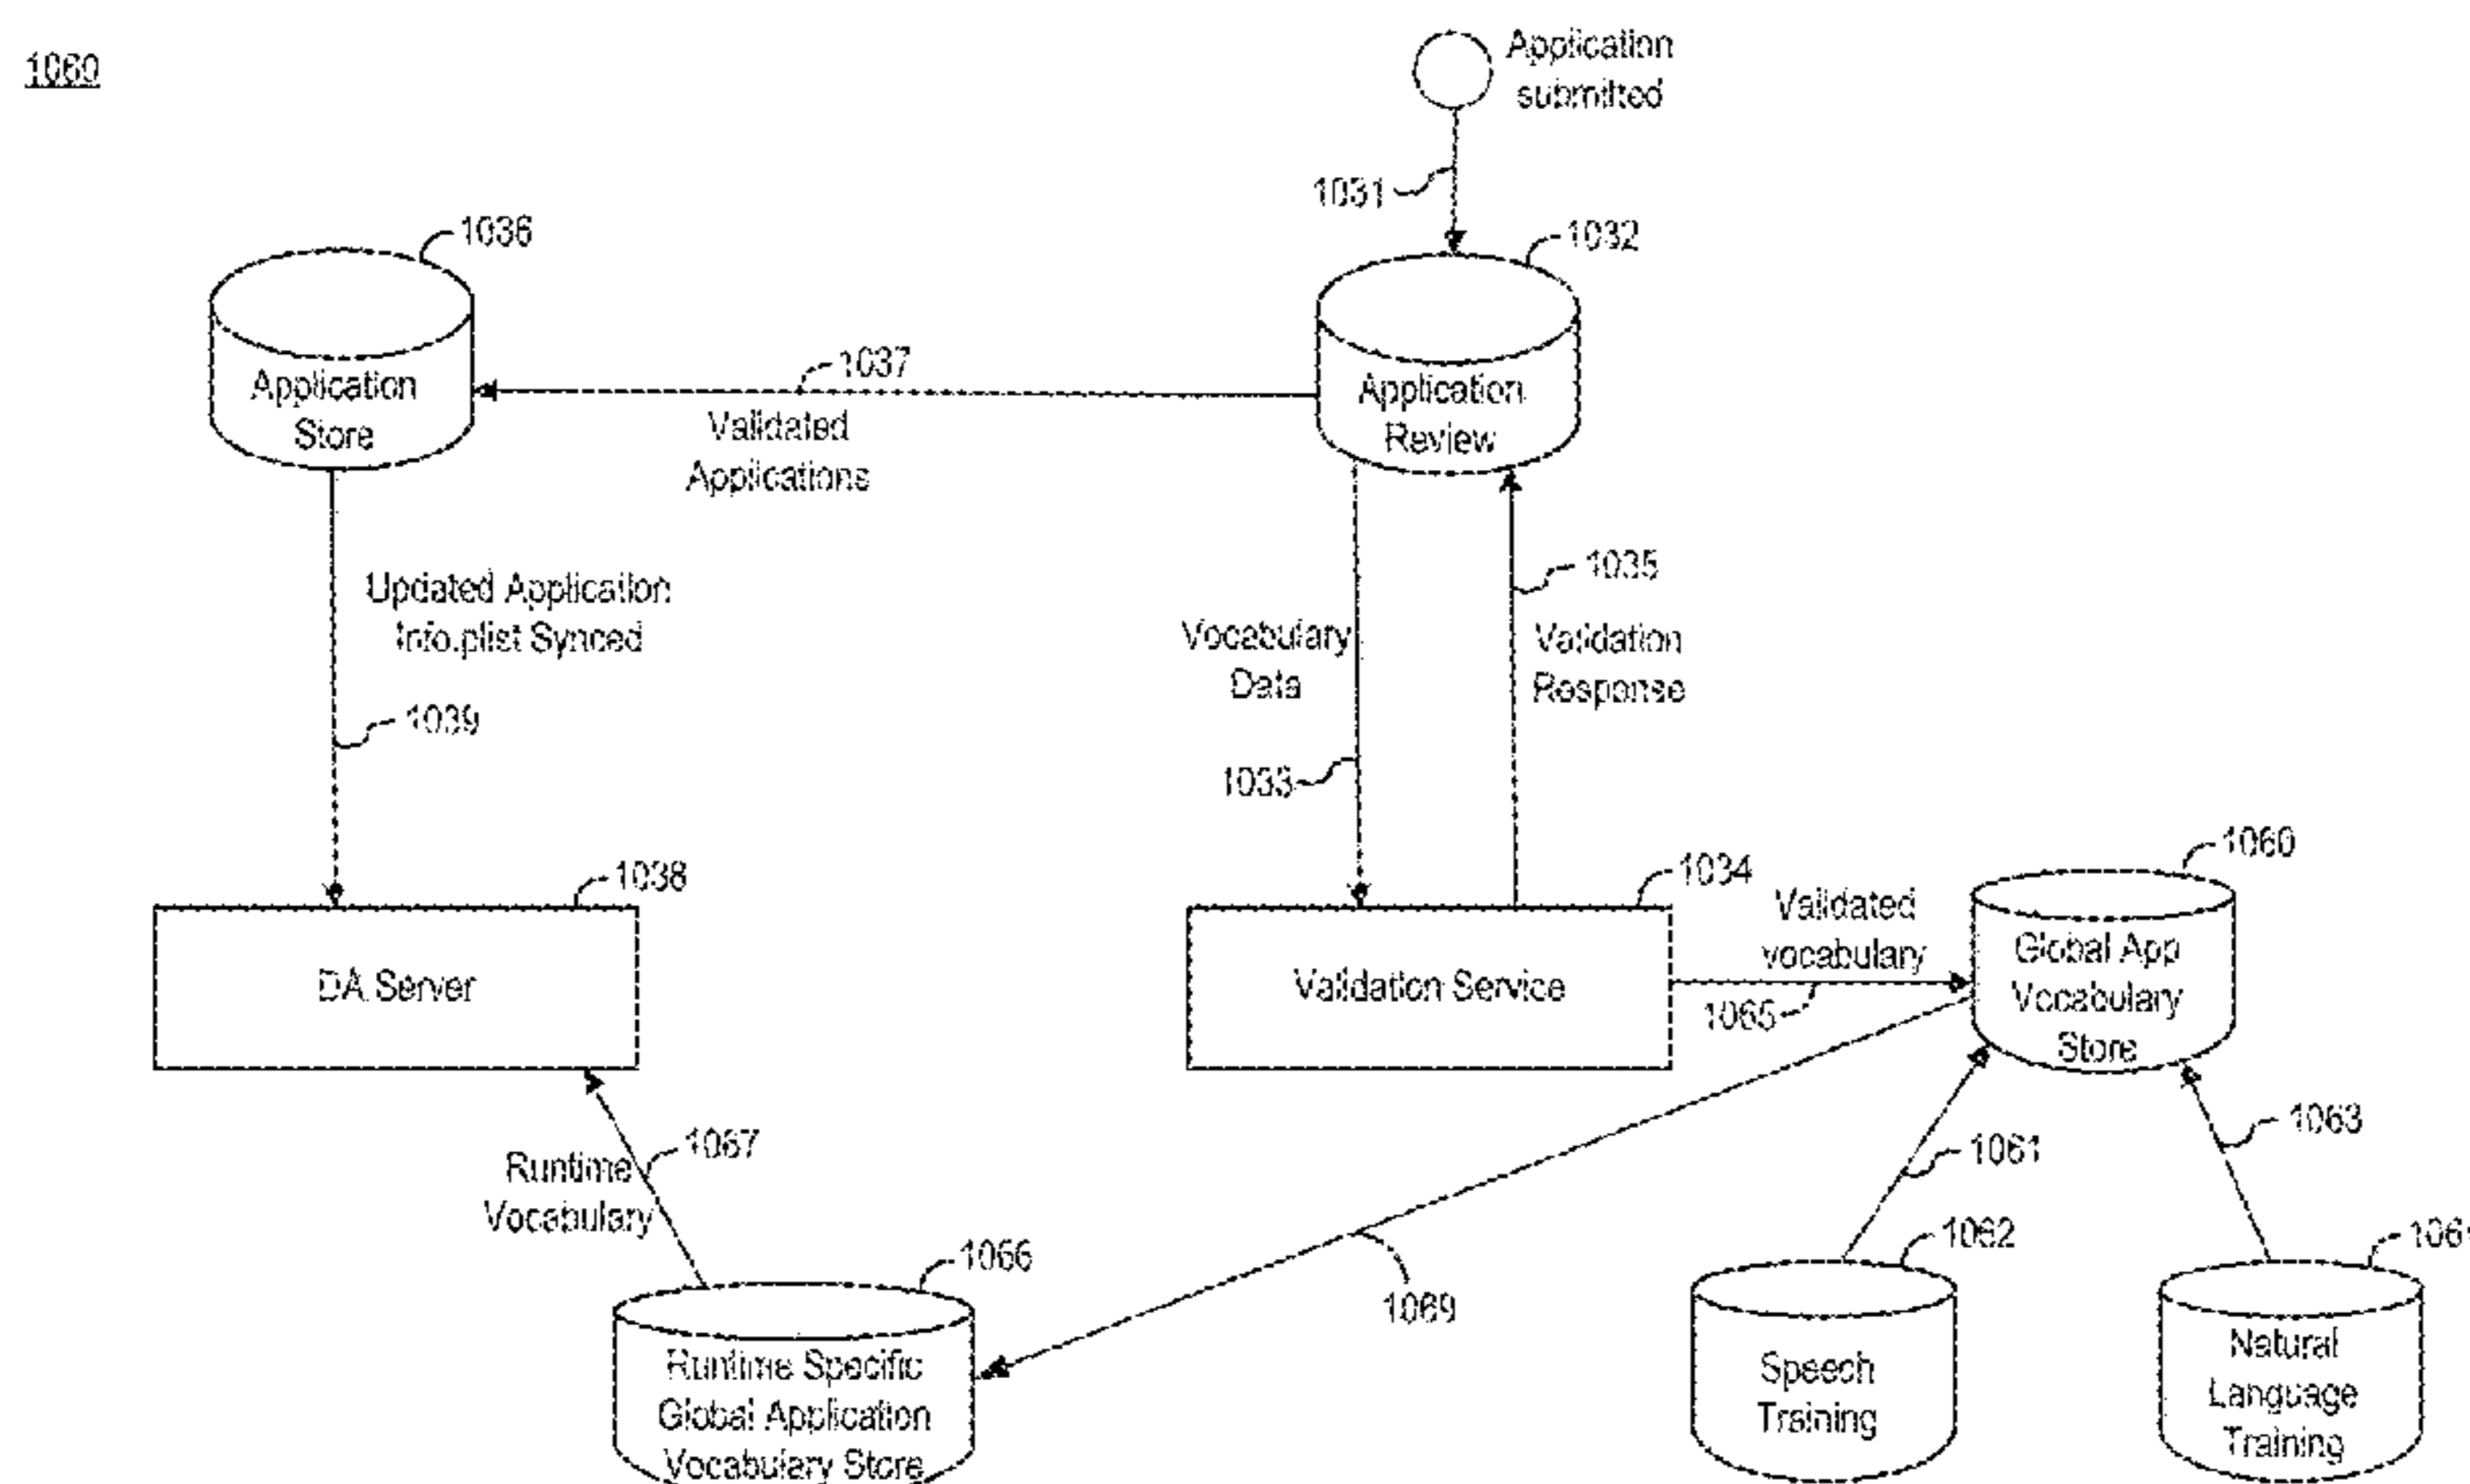 1060
Application
submitted
1031
1036
1032
1037
Application
Store
Validated
Applications
Application
Review
Updated Application
Info.plist Synced
1039
Vocabulary
Data
1033
1035
Validation
Response
1038
1034
1060
DA Server
Validation Service
Validated
vocabulary
1065
Global App
Vocabulary
Store
1067
Runtime
Vocabulary
1061
1063
1066
1069
1062
Runtime Specific
Global Application
Vocabulary Store
Speech
Training
Natural
Language
Training